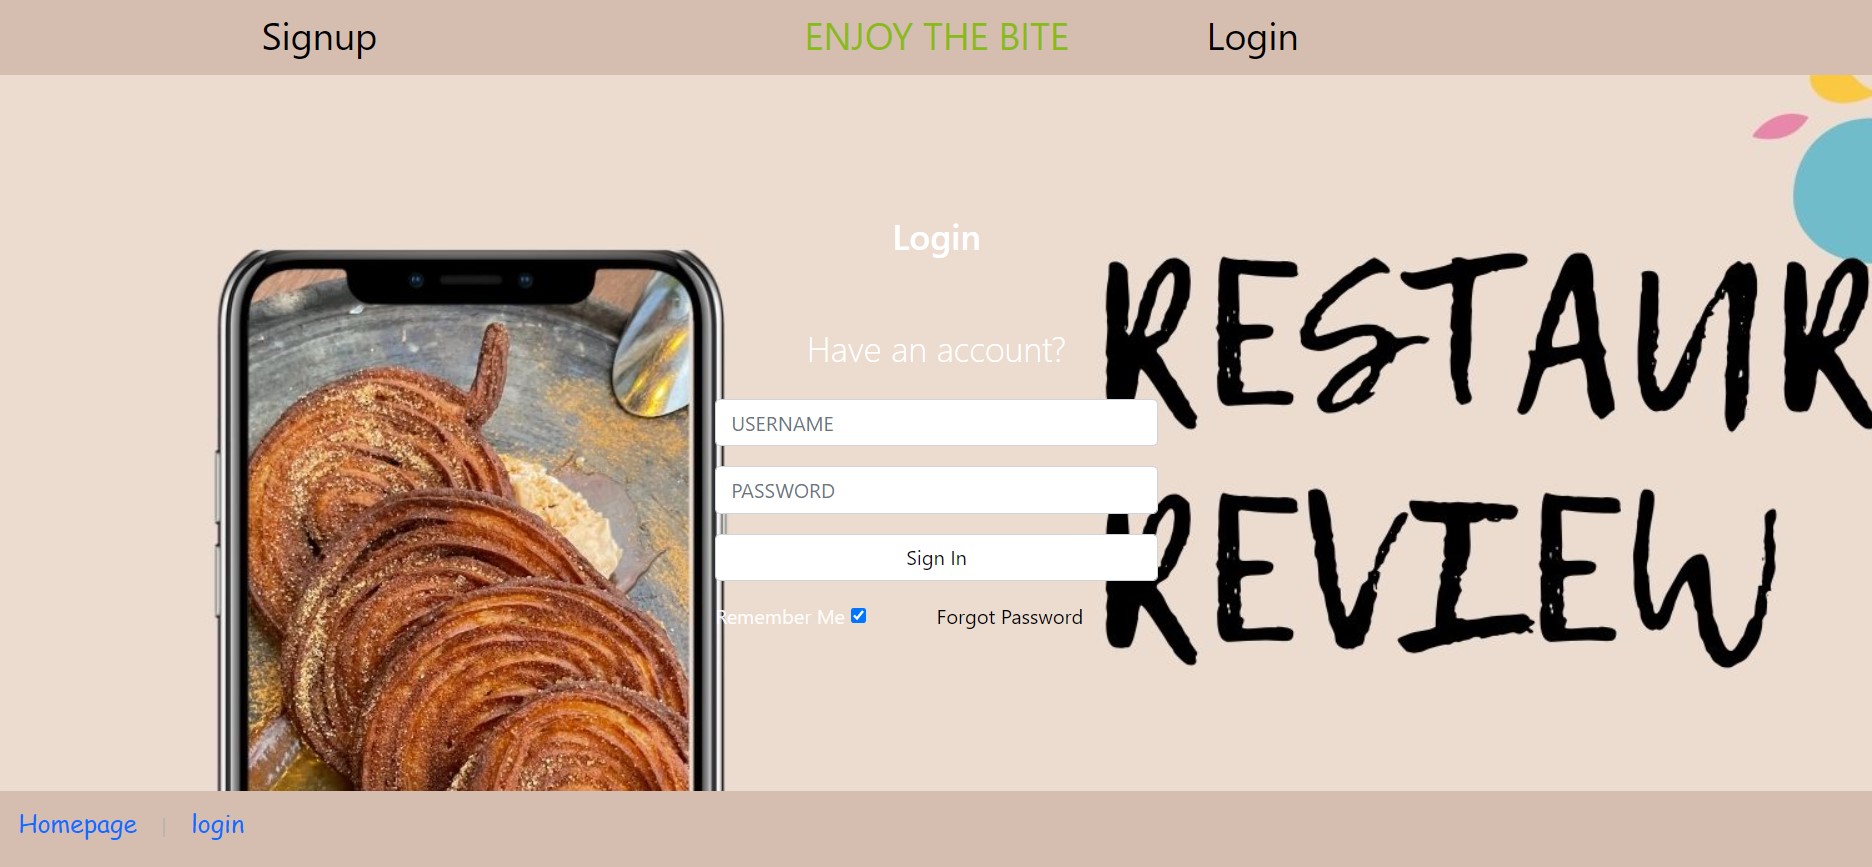 Signup ENJOY THE BITE Login
Login
Have an account?
RESTAUR
USERNAME
PASSWORD
REVIEW
Sign In
Remember Me Forgot Password
Homepage | login